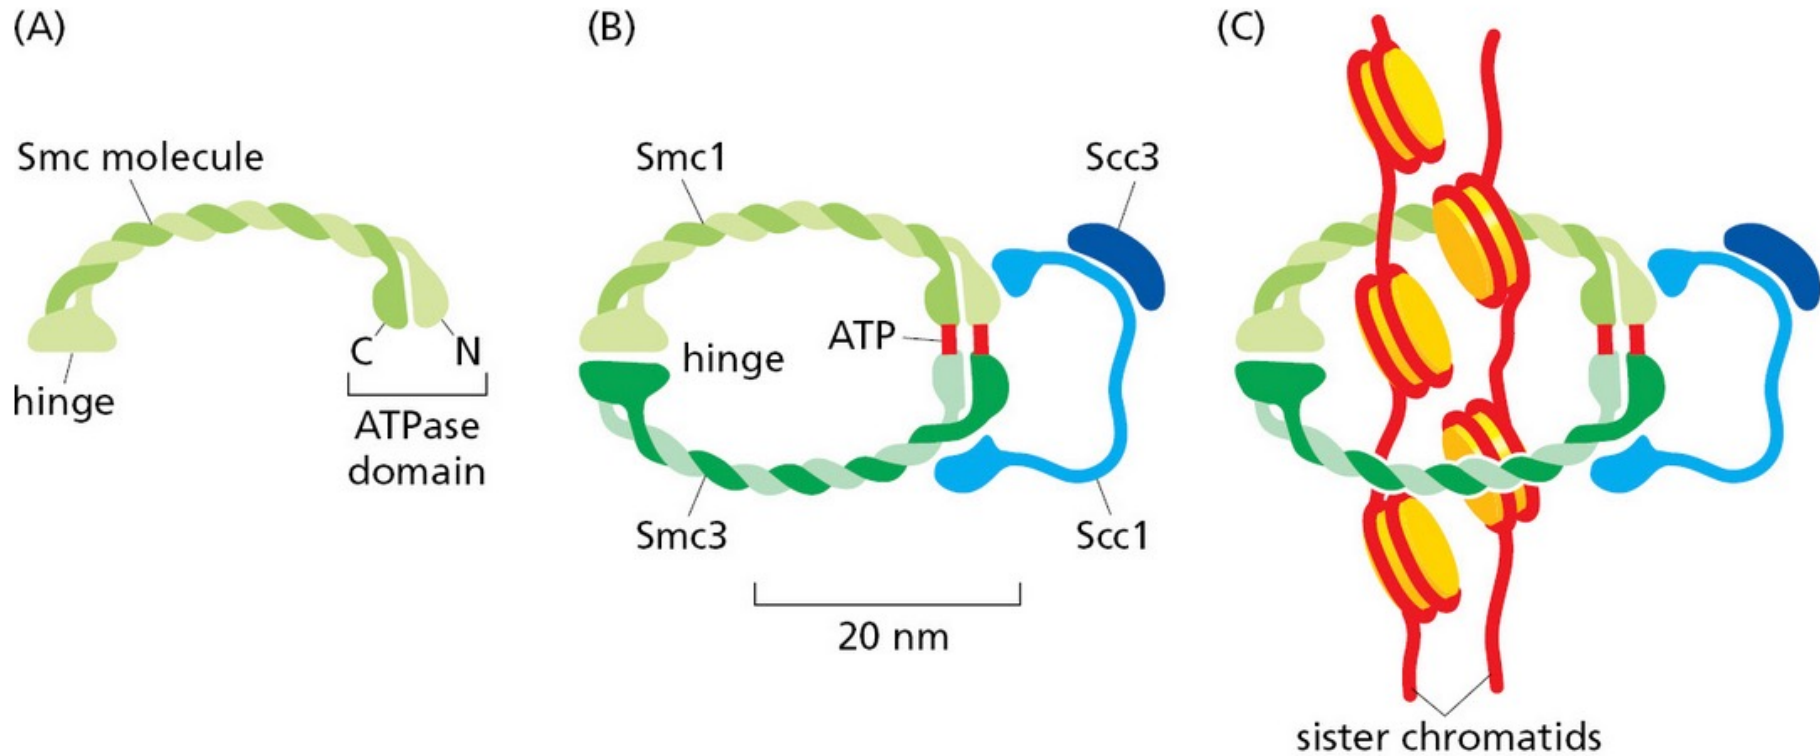 (A)
Smc molecule
hinge
C
N
ATPase
domain
(B)
Smc1
Scc3
ATP
hinge
Smc3
Scc1
20 nm
(C)
sister chromatids